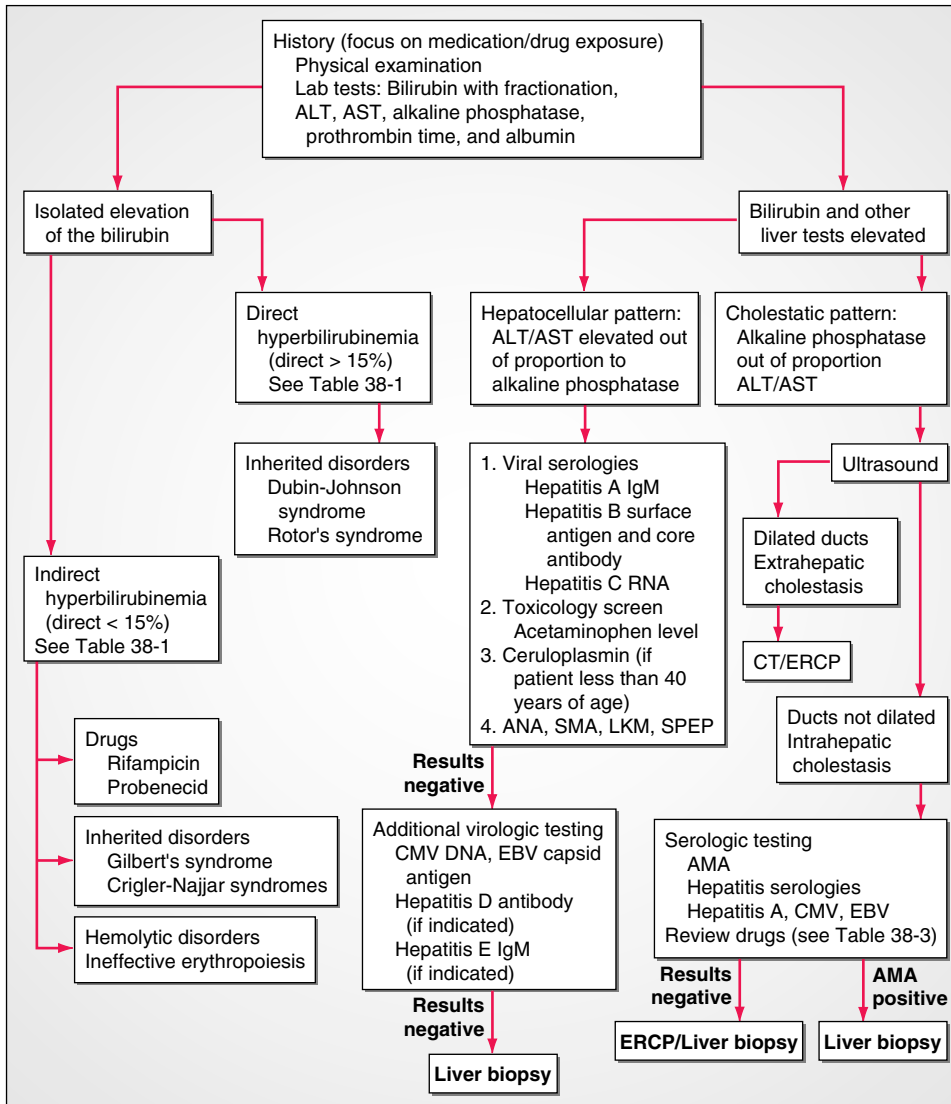 History (focus on medication/drug exposure)
Physical examination
Lab tests: Bilirubin with fractionation,
ALT, AST, alkaline phosphatase,
prothrombin time, and albumin
Isolated elevation
of the bilirubin
Bilirubin and other
liver tests elevated
Direct
hyperbilirubinemia
(direct > 15%)
See Table 38-1
Hepatocellular pattern:
ALT/AST elevated out
of proportion to
alkaline phosphatase
Cholestatic pattern:
Alkaline phosphatase
out of proportion
ALT/AST
Inherited disorders
Dubin-Johnson
syndrome
Rotor's syndrome
1. Viral serologies
Hepatitis A IgM
Hepatitis B surface
antigen and core
antibody
Hepatitis C RNA
2. Toxicology screen
Acetaminophen level
3. Ceruloplasmin (if
patient less than 40
years of age)
4. ANA, SMA, LKM, SPEP
Ultrasound
Dilated ducts
Extrahepatic
cholestasis
CT/ERCP
Indirect
hyperbilirubinemia
(direct < 15%)
See Table 38-1
Ducts not dilated
Intrahepatic
cholestasis
Drugs
Rifampicin
Probenecid
Results
negative
Inherited disorders
Gilbert's syndrome
Crigler-Najjar syndromes
Additional virologic testing
CMV DNA, EBV capsid
antigen
Hepatitis D antibody
(if indicated)
Hepatitis E IgM
(if indicated)
Serologic testing
AMA
Hepatitis serologies
Hepatitis A, CMV, EBV
Review drugs (see Table 38-3)
Hemolytic disorders
Ineffective erythropoiesis
Results
negative
Results
negative
AMA
positive
Liver biopsy
ERCP/Liver biopsy
Liver biopsy